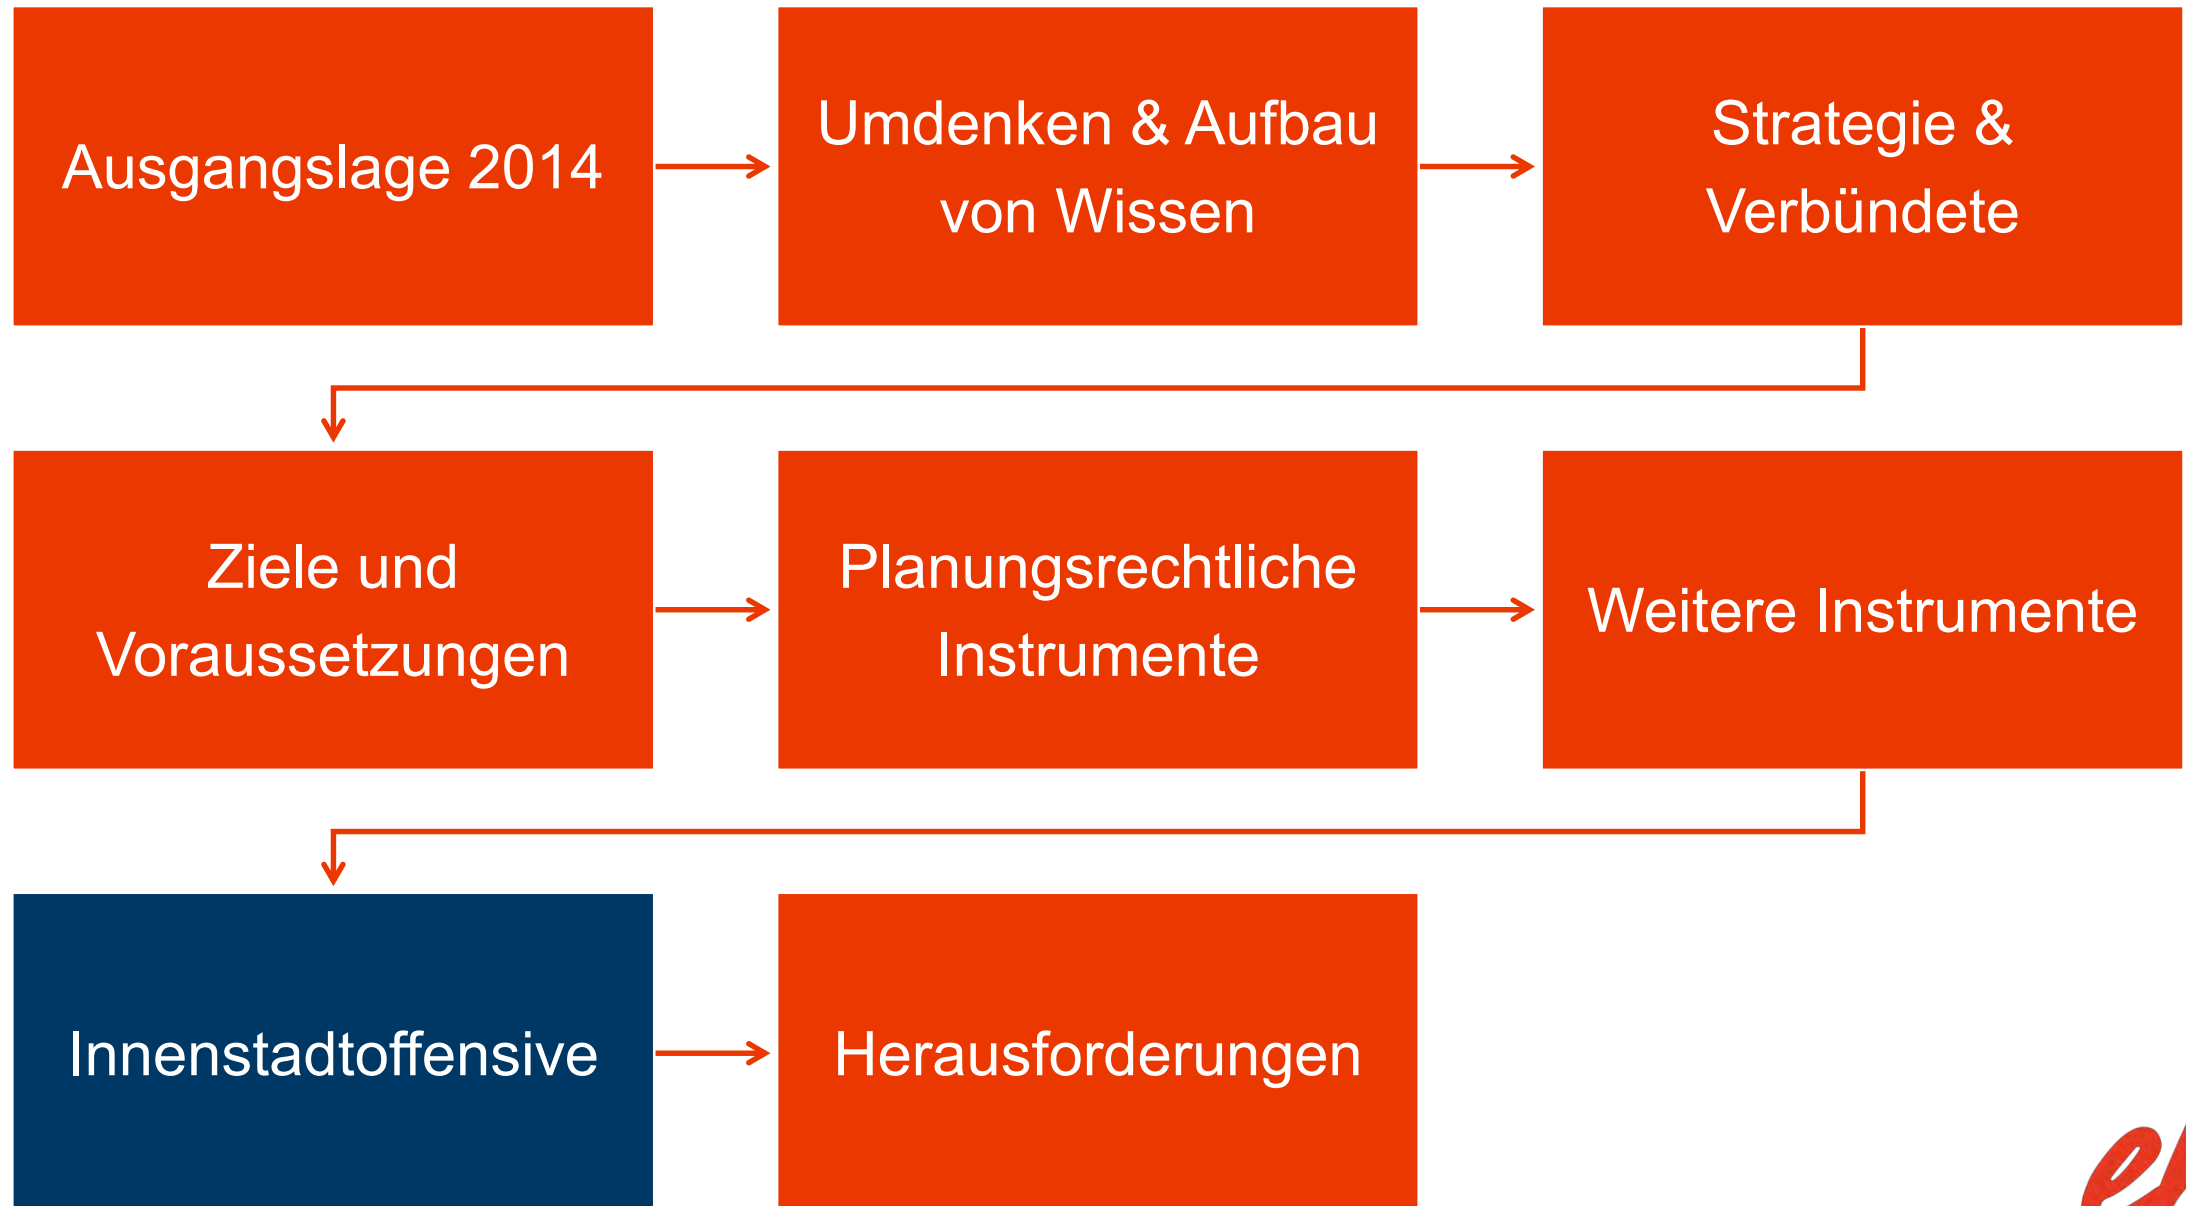 Ausgangslage 2014
Umdenken & Aufbau
von Wissen
Strategie &
Verbündete
Ziele und
Voraussetzungen
Planungsrechtliche
Instrumente
Weitere Instrumente
Innenstadtoffensive
Herausforderungen